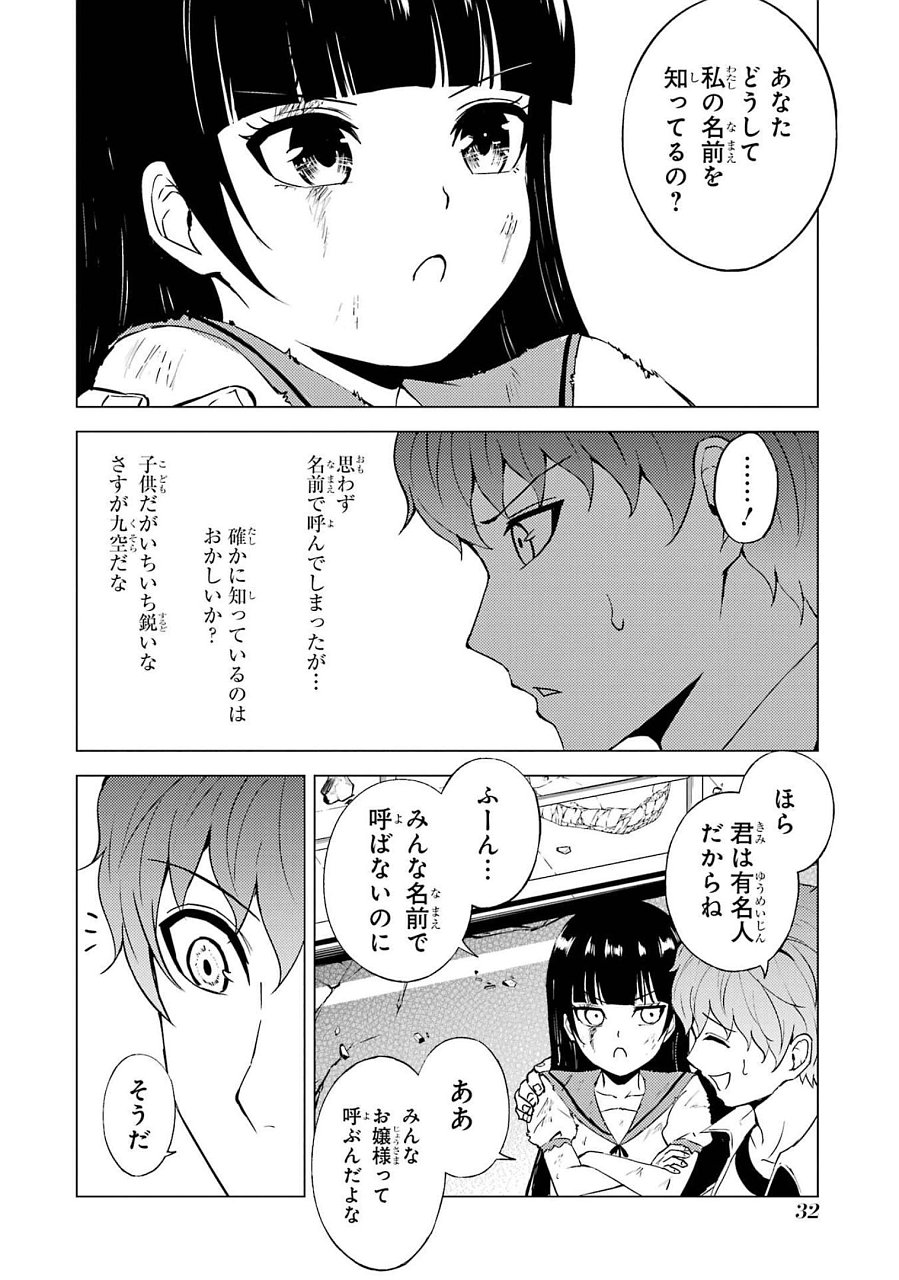 あなた
どうして
私の名前を
知ってるの?
……!
思わず
名前で呼んでしまったが…
確かに知っているのは
おかしいか?
子供だがいちいち鋭いな
さすが九空だな
ほら
君は有名人
だからね
ふーん…
みんな名前で
呼ばないのに
ああ
みんな
お嬢様って
呼ぶんだよな
そうだ
32